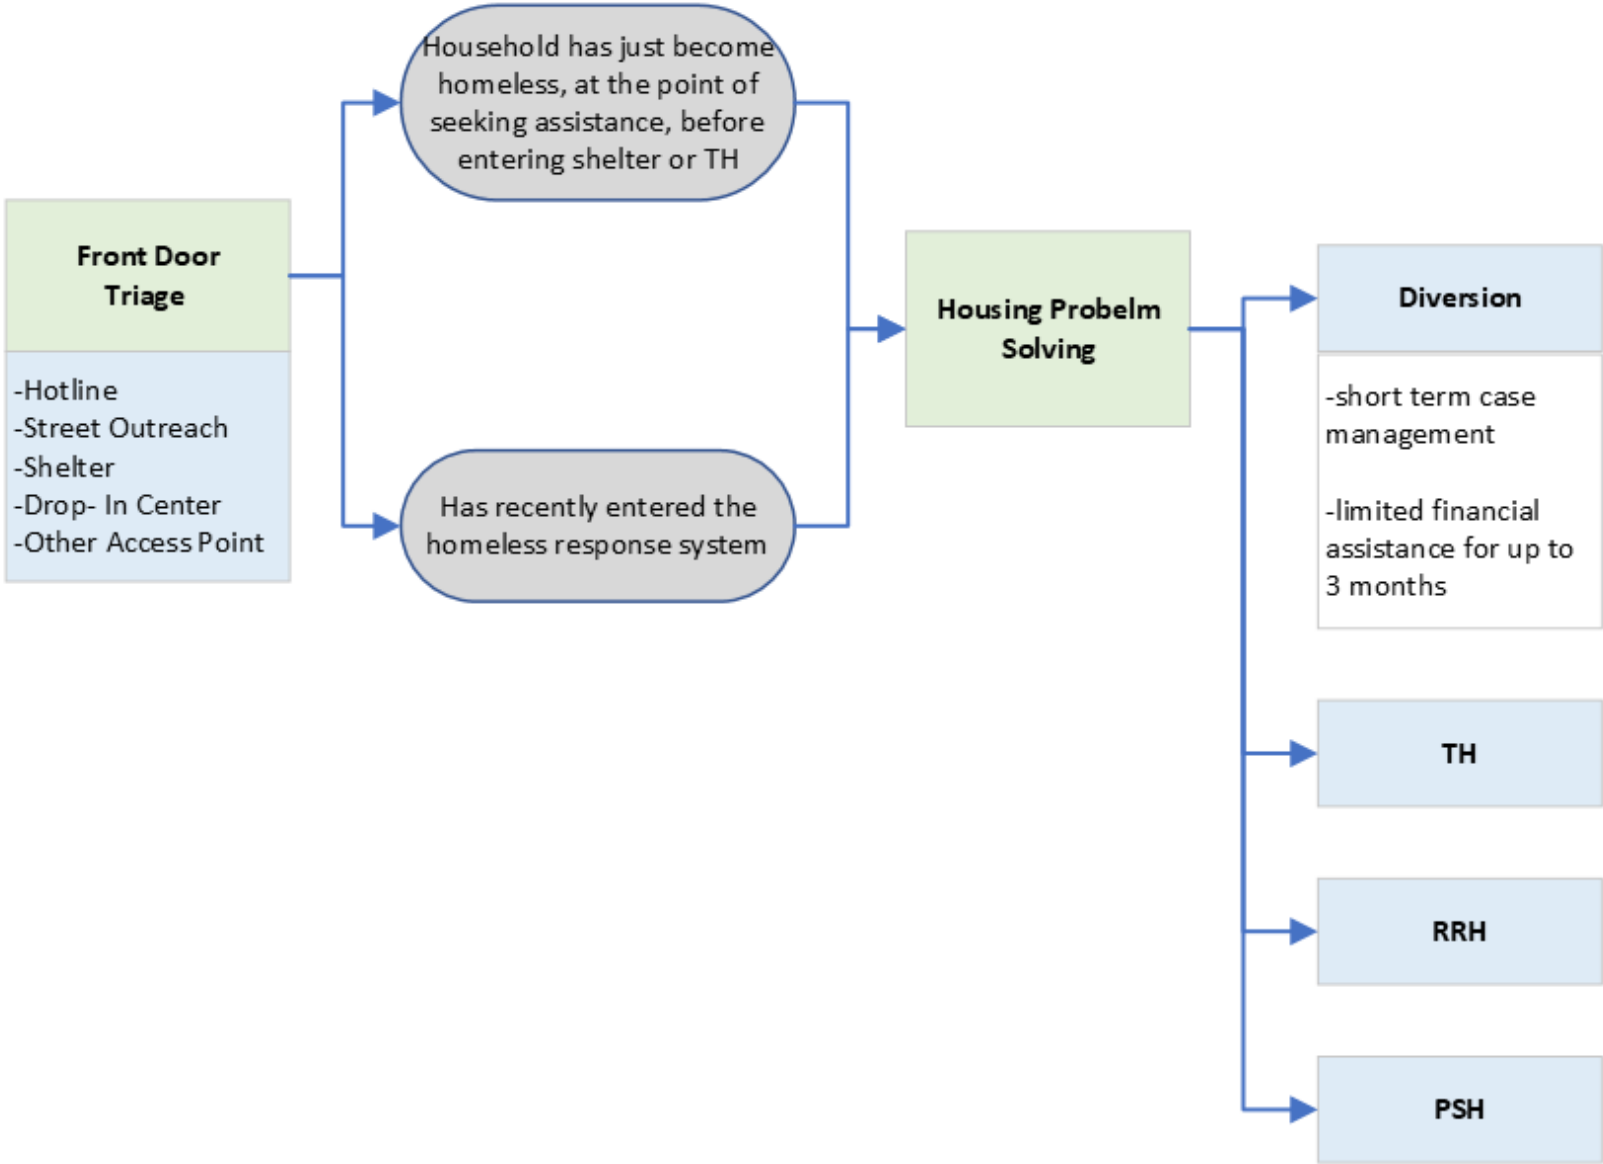 Household has just become
homeless, at the point of
seeking assistance, before
entering shelter or TH
Front Door
Triage
-Hotline
-Street Outreach
-Shelter
-Drop- In Center
-Other Access Point
Has recently entered the
homeless response system
Housing Probelm
Solving
Diversion
-short term case
management
-limited financial
assistance for up to
3 months
TH
RRH
PSH